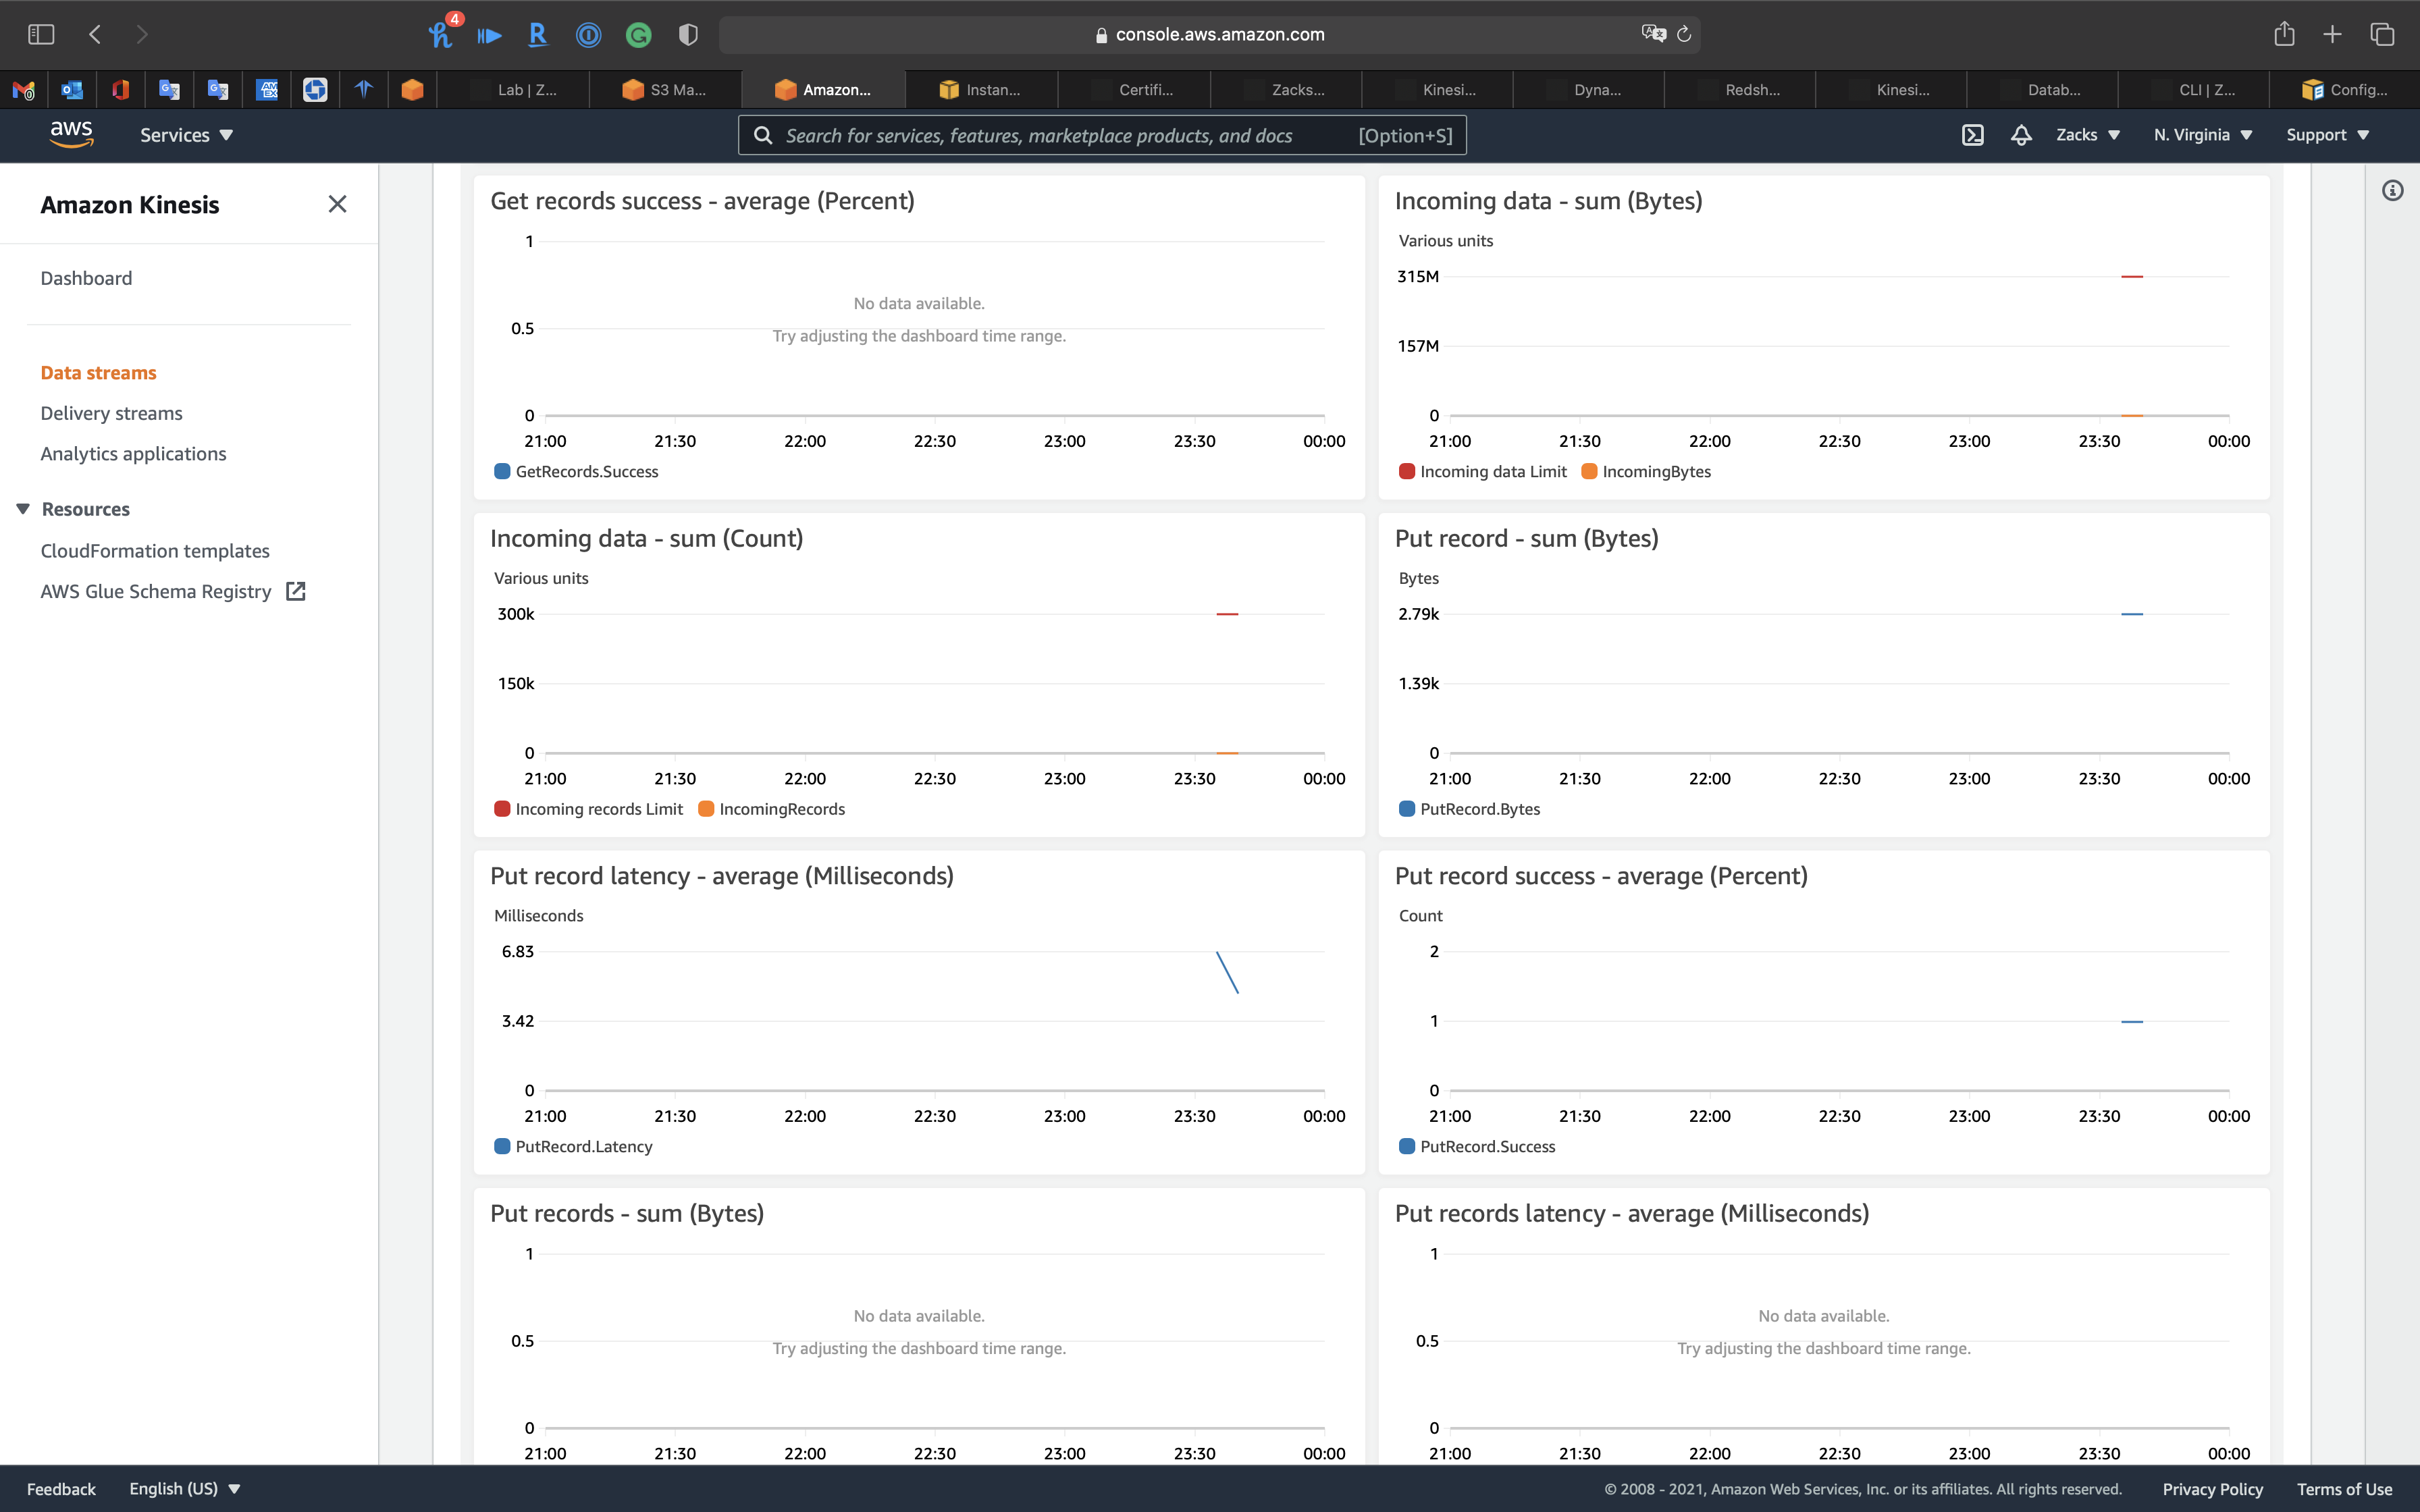 4
console.aws.amazon.com
Lab | Z...
S3 Ma...
Amazon...
Instan...
Certifi...
Zacks...
Kinesi...
Dyna...
Redsh...
Kinesi...
Datab...
CLI | Z...
Config...
aws
Services
Search for services, features, marketplace products, and docs
[Option+S]
Zacks
N. Virginia
Support
Amazon Kinesis
Dashboard
Data streams
Delivery streams
Analytics applications
Resources
CloudFormation templates
AWS Glue Schema Registry
Get records success - average (Percent)
1
No data available.
0.5
Try adjusting the dashboard time range.
0
21:00 21:30 22:00 22:30 23:00 23:30 00:00
GetRecords.Success
Incoming data - sum (Bytes)
Various units
315M
157M
0
21:00 21:30 22:00 22:30 23:00 23:30 00:00
Incoming data Limit IncomingBytes
Incoming data - sum (Count)
Various units
300k
150k
0
21:00 21:30 22:00 22:30 23:00 23:30 00:00
Incoming records Limit IncomingRecords
Put record - sum (Bytes)
Bytes
2.79k
1.39k
0
21:00 21:30 22:00 22:30 23:00 23:30 00:00
PutRecord.Bytes
Put record latency - average (Milliseconds)
Milliseconds
6.83
3.42
0
21:00 21:30 22:00 22:30 23:00 23:30 00:00
PutRecord.Latency
Put record success - average (Percent)
Count
2
1
0
21:00 21:30 22:00 22:30 23:00 23:30 00:00
PutRecord.Success
Put records - sum (Bytes)
1
No data available.
0.5
Try adjusting the dashboard time range.
0
21:00 21:30 22:00 22:30 23:00 23:30 00:00
Put records latency - average (Milliseconds)
1
No data available.
0.5
Try adjusting the dashboard time range.
0
21:00 21:30 22:00 22:30 23:00 23:30 00:00
Feedback
English (US)
© 2008 - 2021, Amazon Web Services, Inc. or its affiliates. All rights reserved.
Privacy Policy
Terms of Use